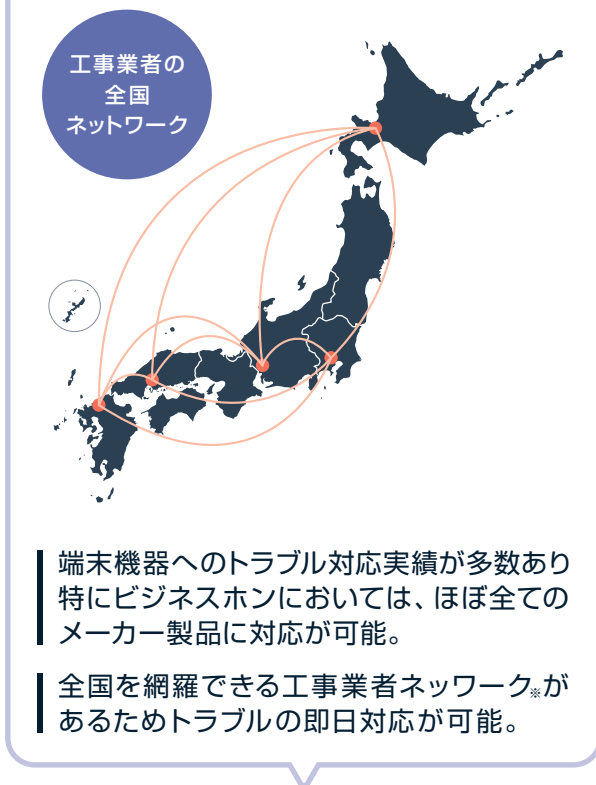 工事業者の
全国
ネットワーク
端末機器へのトラブル対応実績が多数あり
特にビジネスホンにおいては、ほぼ全ての
メーカー製品に対応が可能。
全国を網羅できる工事業者ネッワーク※が
あるためトラブルの即日対応が可能。